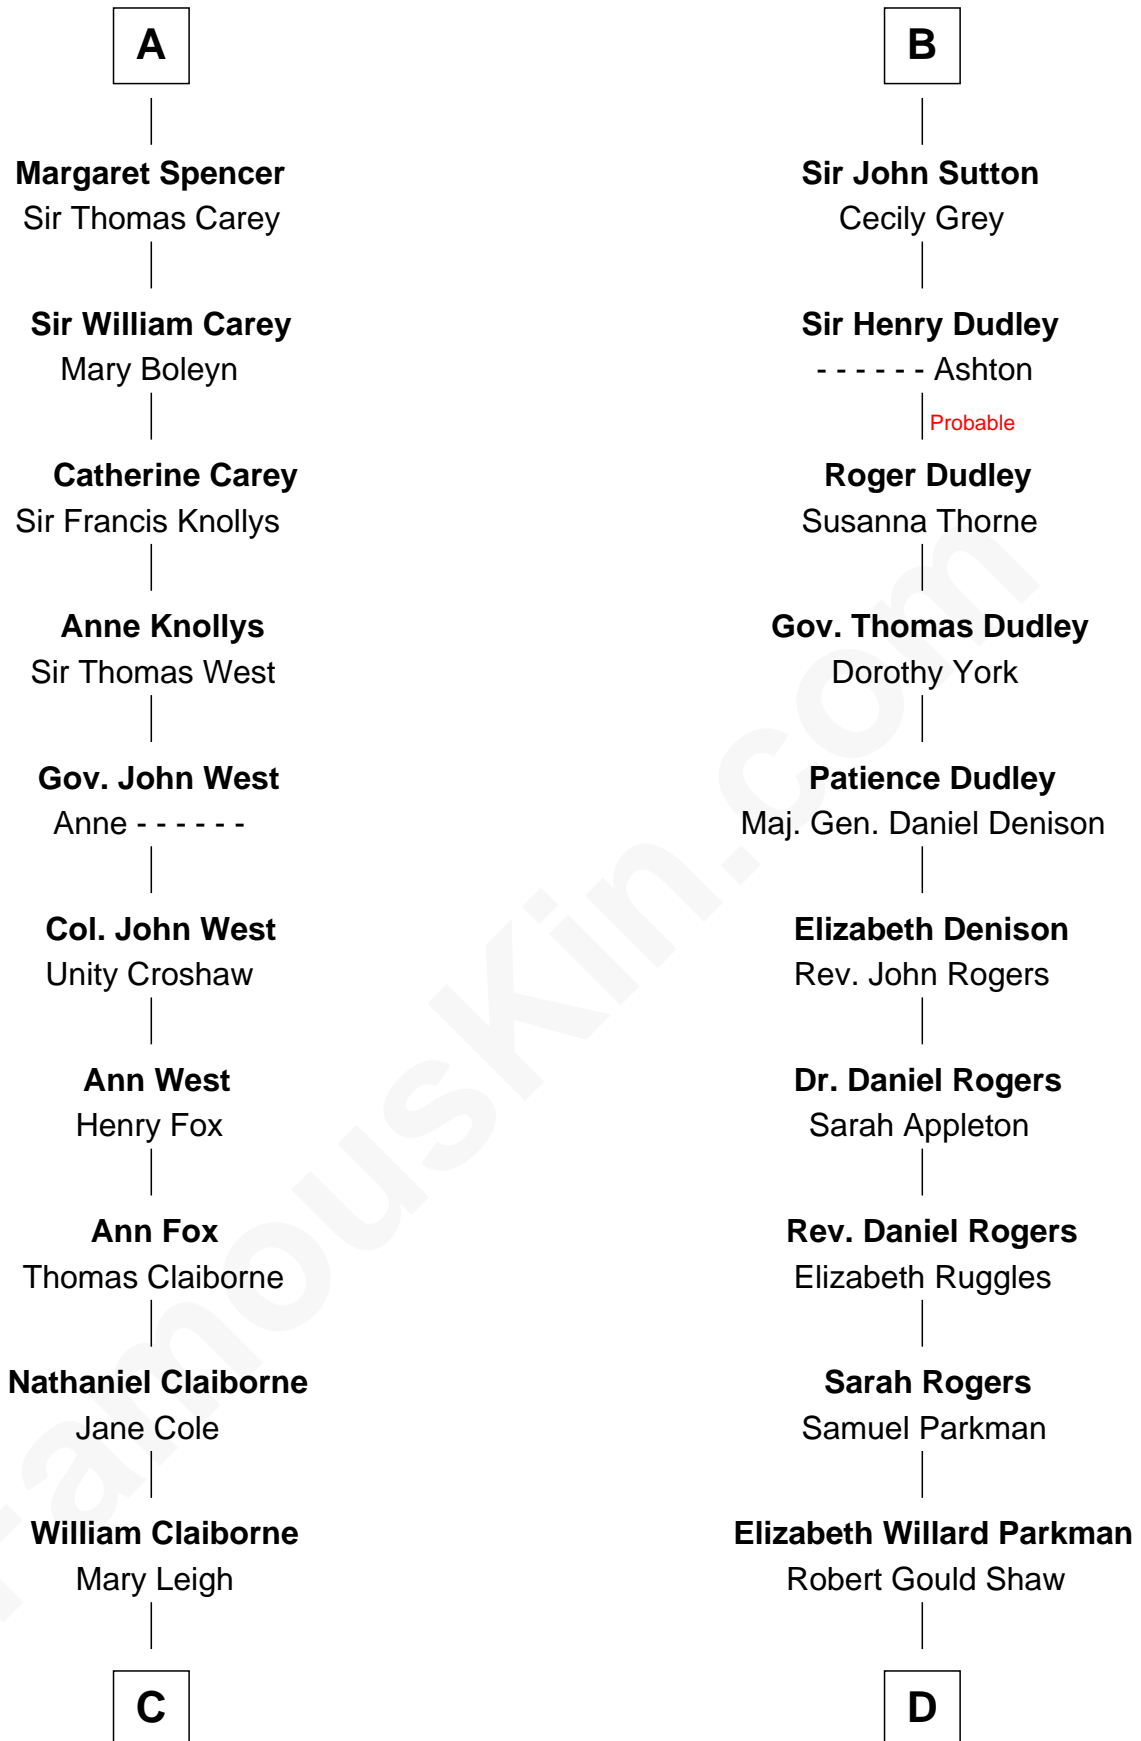 A
Margaret Spencer
Sir Thomas Carey
Sir William Carey
Mary Boleyn
Catherine Carey
Sir Francis Knollys
Anne Knollys
Sir Thomas West
Gov. John West
Anne - - - - - -
Col. John West
Unity Croshaw
Ann West
Henry Fox
Ann Fox
Thomas Claiborne
Nathaniel Claiborne
Jane Cole
William Claiborne
Mary Leigh
C
B
Sir John Sutton
Cecily Grey
Sir Henry Dudley
- - - - - - Ashton
Probable
Roger Dudley
Susanna Thorne
Gov. Thomas Dudley
Dorothy York
Patience Dudley
Maj. Gen. Daniel Denison
Elizabeth Denison
Rev. John Rogers
Dr. Daniel Rogers
Sarah Appleton
Rev. Daniel Rogers
Elizabeth Ruggles
Sarah Rogers
Samuel Parkman
Elizabeth Willard Parkman
Robert Gould Shaw
D
FamousKin.com